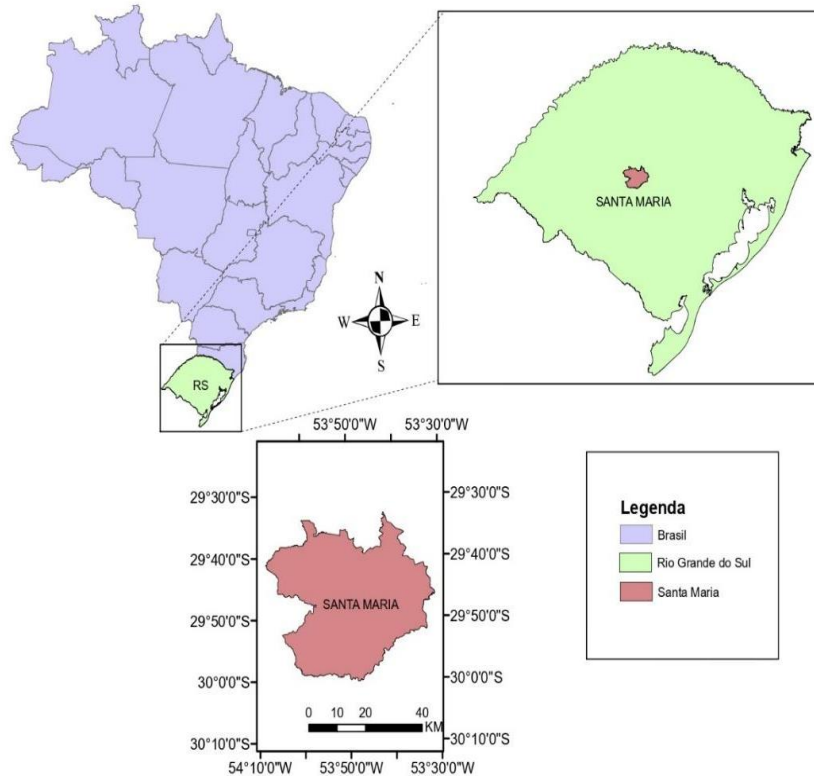 SANTA MARIA
N
W
E
S
RS
53°50'0"W
53°30'0"W
29°30'0"S
29°40'0"S
29°50'0"S
30°0'0"S
30°10'0"S
SANTA MARIA
0 10 20 40
KM
29°30'0"S
29°40'0"S
29°50'0"S
30°0'0"S
30°10'0"S
54°10'0"W
53°50'0"W
53°30'0"W
Legenda
Brasil
Rio Grande do Sul
Santa Maria